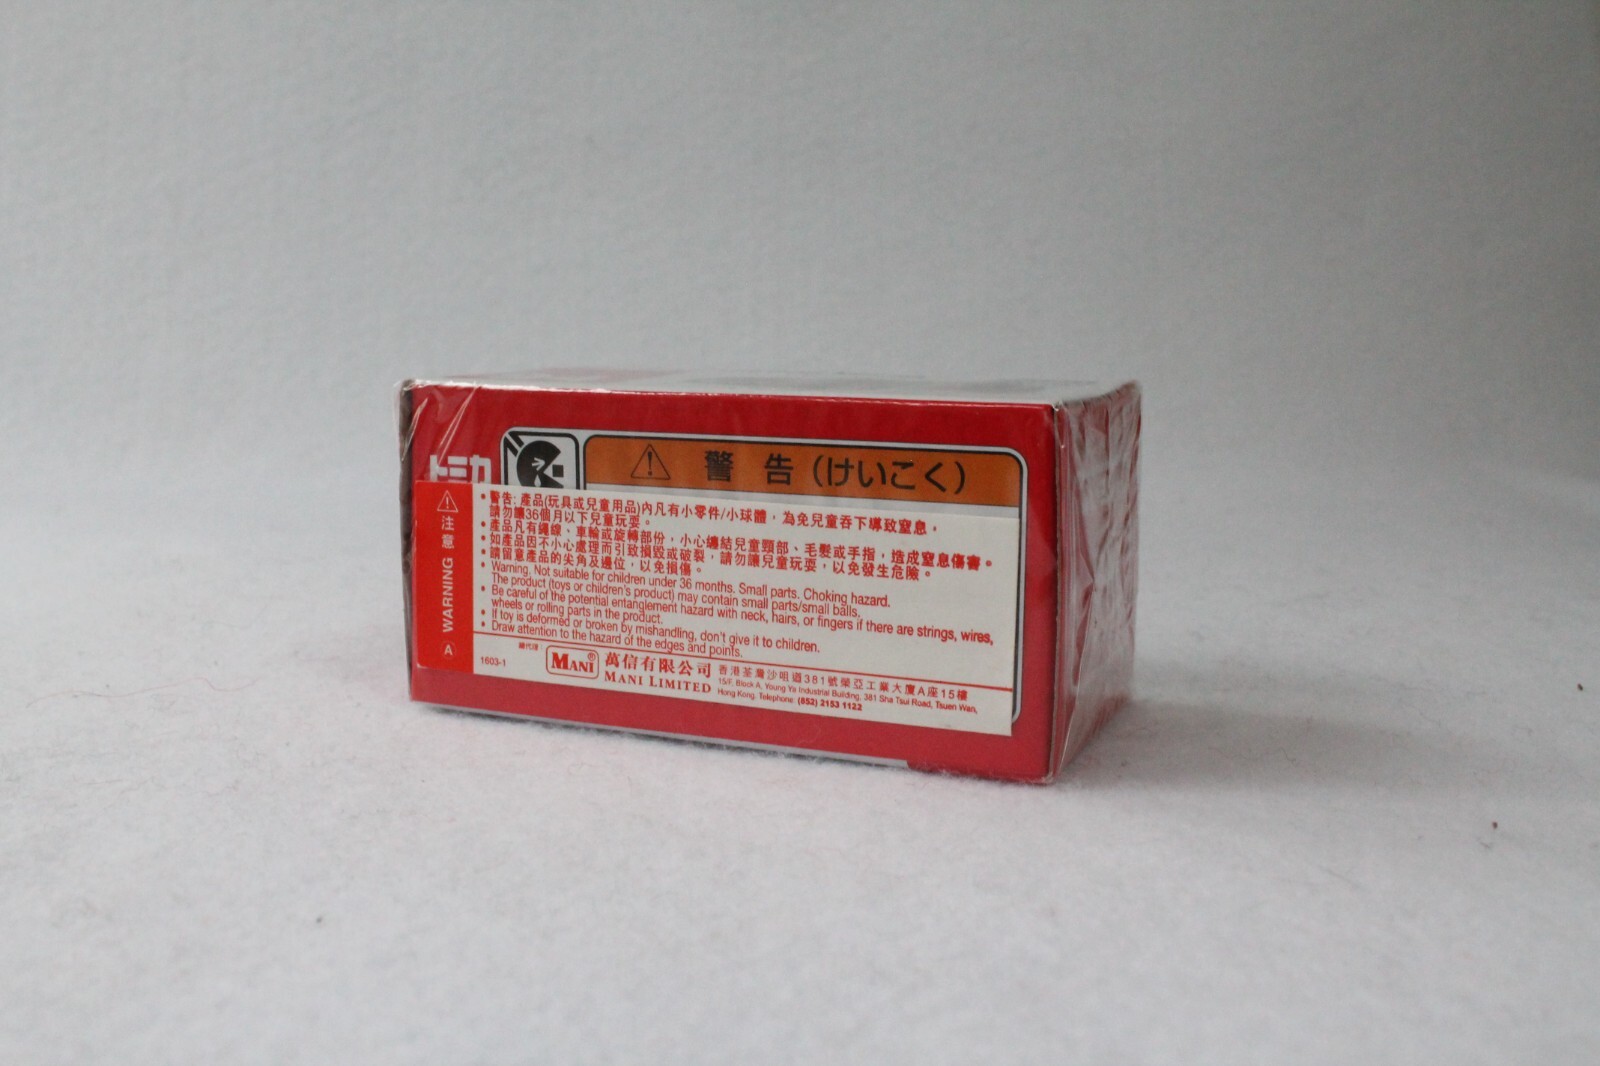 トミカ
警告(けいこく)
注意 WARNING A
• 警告: 產品(玩具或兒童用品)內凡有小零件/小球體，為免兒童吞下導致窒息，
請勿讓36個月以下兒童玩耍。
• 產品凡有繩線、車輪或旋轉部份，小心纏結兒童頸部、毛髮或手指，造成窒息傷害。
• 如產品因不小心處理而引致損毀或破裂，請勿讓兒童玩耍，以免發生危險。
• 請留意產品的尖角及邊位，以免損傷。
• Warning. Not suitable for children under 36 months. Small parts. Choking hazard.
The product (toys or children's product) may contain small parts/small balls.
• Be careful of the potential entanglement hazard with neck, hairs, or fingers if there are strings, wires,
wheels or rolling parts in the product.
• If toy is deformed or broken by mishandling, don't give it to children.
• Draw attention to the hazard of the edges and points.
1603-1
總代理：
MANI®
萬信有限公司
MANI LIMITED
香港荃灣沙咀道381號榮亞工業大廈A座15樓
15/F, Block A, Young Ya Industrial Building, 381 Sha Tsui Road, Tsuen Wan,
Hong Kong. Telephone: (852) 2153 1122